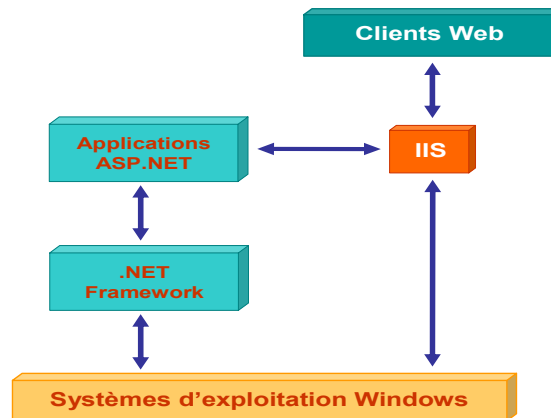 Clients Web
Applications
ASP.NET
IIS
.NET
Framework
Systèmes d'exploitation Windows